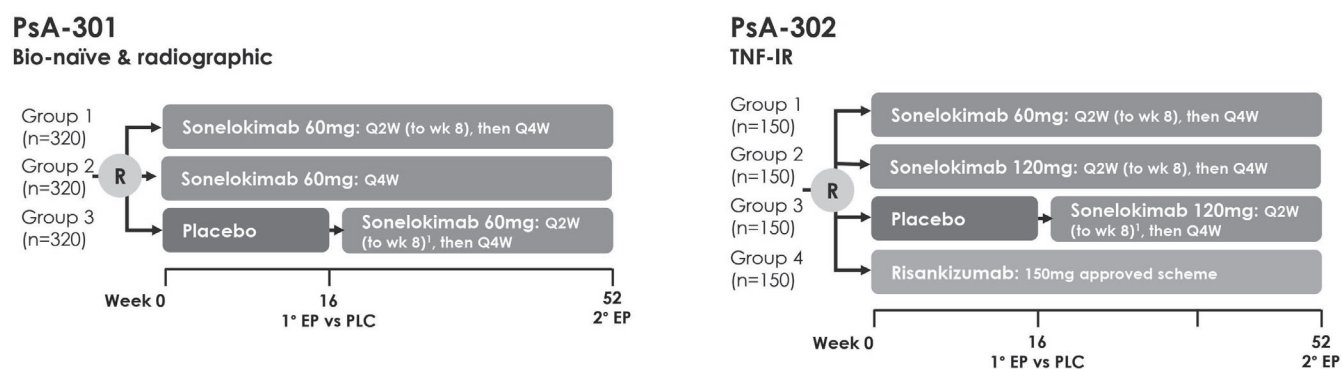 PsA-301
Bio-naïve & radiographic
Group 1
(n=320)
Sonelokimab 60mg: Q2W (to wk 8), then Q4W
Group 2
(n=320)
R
Sonelokimab 60mg: Q4W
Group 3
(n=320)
Placebo
Sonelokimab 60mg: Q2W
(to wk 8)¹, then Q4W
Week 0
16
52
1° EP vs PLC
2° EP
PsA-302
TNF-IR
Group 1
(n=150)
Sonelokimab 60mg: Q2W (to wk 8), then Q4W
Group 2
(n=150)
Sonelokimab 120mg: Q2W (to wk 8), then Q4W
R
Group 3
(n=150)
Placebo
Sonelokimab 120mg: Q2W
(to wk 8)¹, then Q4W
Group 4
(n=150)
Risankizumab: 150mg approved scheme
Week 0
16
52
1° EP vs PLC
2° EP